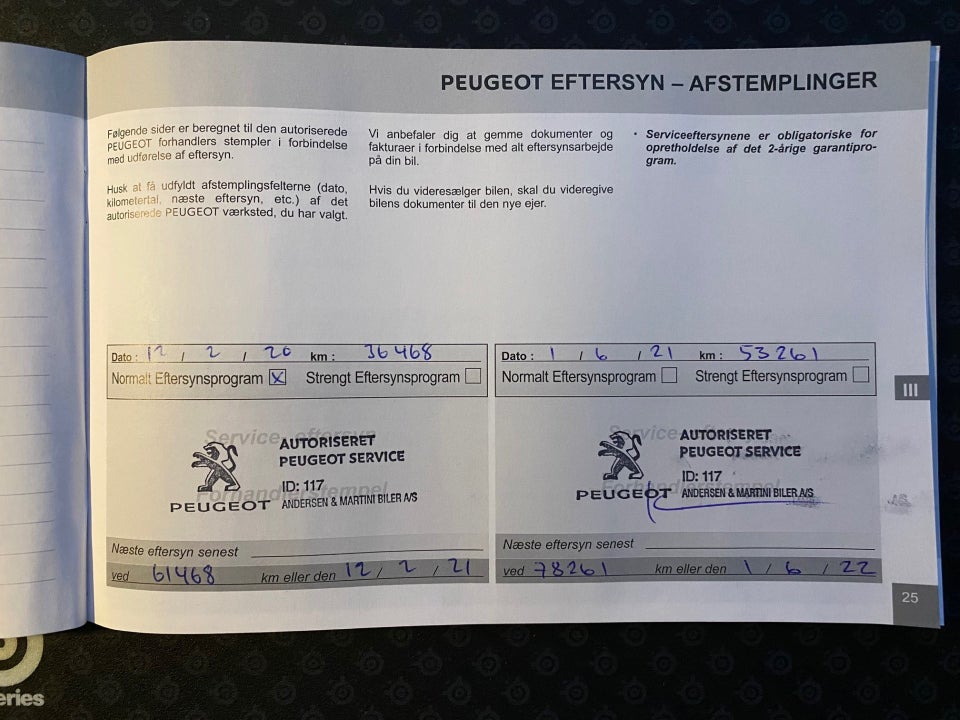 PEUGEOT EFTERSYN – AFSTEMPLINGER
Følgende sider er beregnet til den autoriserede
PEUGEOT forhandlers stempler i forbindelse
med udførelse af eftersyn.
Husk at få udfyldt afstemplingsfelterne (dato,
kilometertal, næste eftersyn, etc.) af det
autoriserede PEUGEOT værksted, du har valgt.
Vi anbefaler dig at gemme dokumenter og
fakturaer i forbindelse med alt eftersynsarbejde
på din bil.
Hvis du videresælger bilen, skal du videregive
bilens dokumenter til den nye ejer.
• Serviceeftersynene er obligatoriske for
opretholdelse af det 2-årige garantipro-
gram.
Dato : 12 / 2 / 20 km : 36468
Normalt Eftersynsprogram X Strengt Eftersynsprogram
Service eftersyn
AUTORISERET
PEUGEOT SERVICE
ID: 117
Forhandlerstempel
PEUGEOT ANDERSEN & MARTINI BILER A/S
Næste eftersyn senest
ved 61468 km eller den 12 / 2 / 21
Dato : 1 / 6 / 21 km : 53261
Normalt Eftersynsprogram Strengt Eftersynsprogram
Service eftersyn
AUTORISERET
PEUGEOT SERVICE
ID: 117
Forhandlerstempel
PEUGEOT ANDERSEN & MARTINI BILER A/S
Næste eftersyn senest
ved 78261 km eller den 1 / 6 / 22
III
25
eries